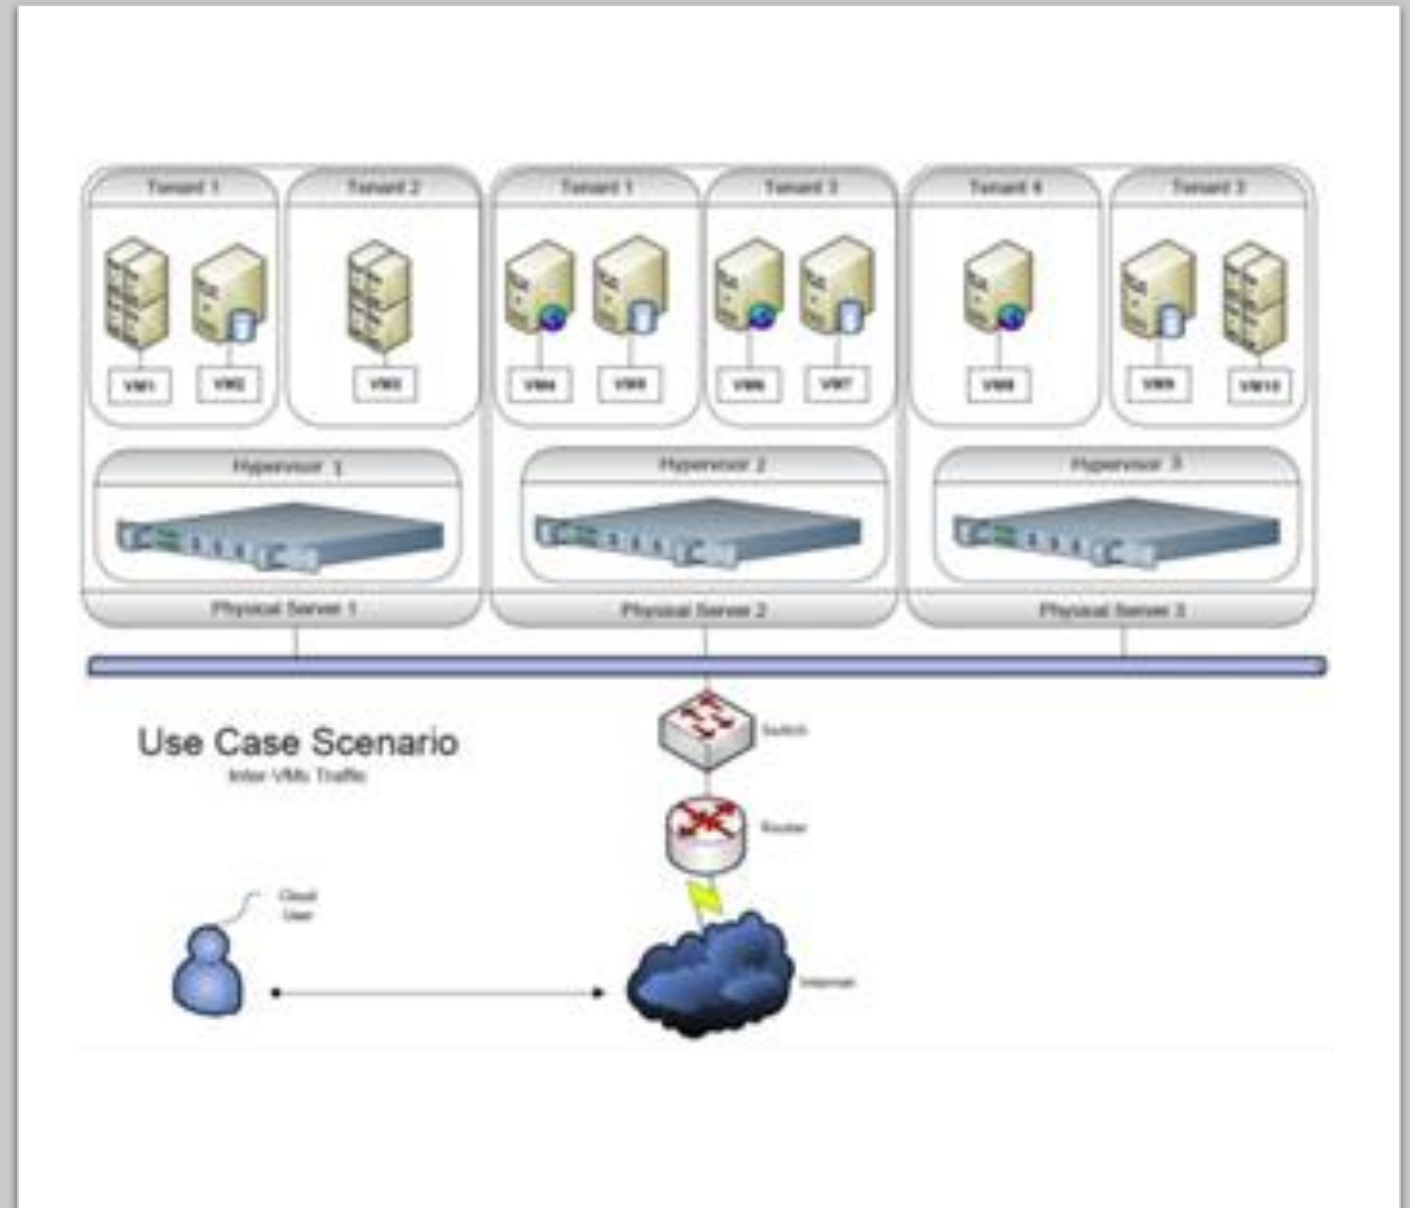 Tenant 1
Tenant 2
Tenant 1
Tenant 3
Tenant 4
Tenant 3
VM1
VM2
VM3
VM4
VM5
VM6
VM7
VM8
VM9
VM10
Hypervisor 1
Hypervisor 2
Hypervisor 3
Physical Server 1
Physical Server 2
Physical Server 3
Use Case Scenario
Inter-VMs Traffic
Switch
Router
Cloud
User
Internet